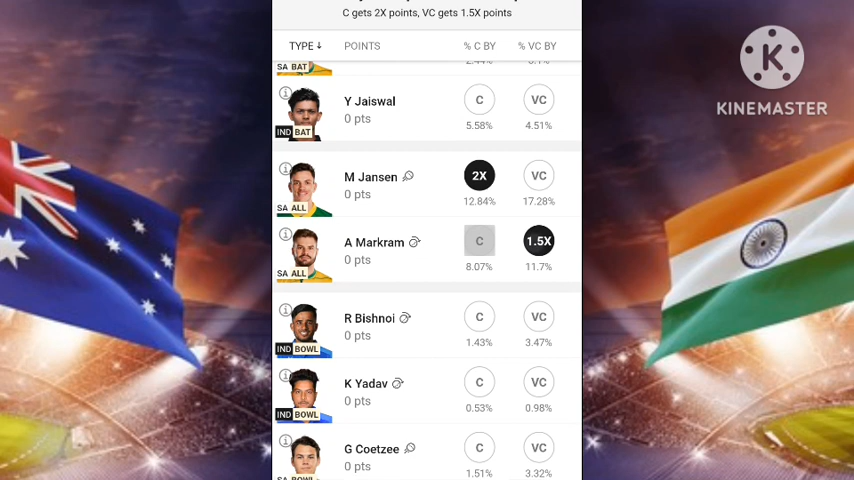 C gets 2X points, VC gets 1.5X points
TYPE↓ POINTS % C BY % VC BY
SA BAT
Y Jaiswal C VC
0 pts
IND BAT 5.58% 4.51%
M Jansen 2X VC
0 pts
SA ALL 12.84% 17.28%
A Markram C 1.5X
0 pts
SA ALL 8.07% 11.7%
R Bishnoi C VC
0 pts
IND BOWL 1.43% 3.47%
K Yadav C VC
0 pts
IND BOWL 0.53% 0.98%
G Coetzee C VC
0 pts
SA BOWL 1.51% 3.32%
K
KINEMASTER